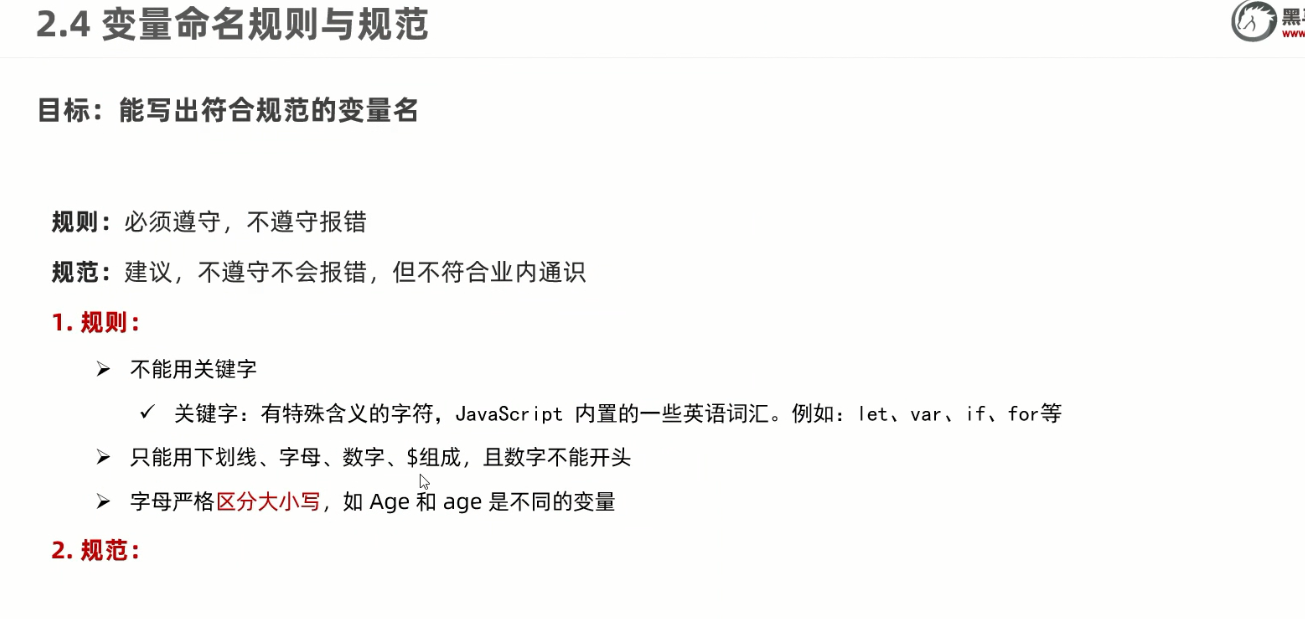 2.4 变量命名规则与规范
黑
www
目标：能写出符合规范的变量名
规则：必须遵守，不遵守报错
规范：建议，不遵守不会报错，但不符合业内通识
1. 规则：
➢ 不能用关键字
✓ 关键字：有特殊含义的字符，JavaScript 内置的一些英语词汇。例如：let、var、if、for等
➢ 只能用下划线、字母、数字、$组成，且数字不能开头
➢ 字母严格区分大小写，如 Age 和 age 是不同的变量
2. 规范：